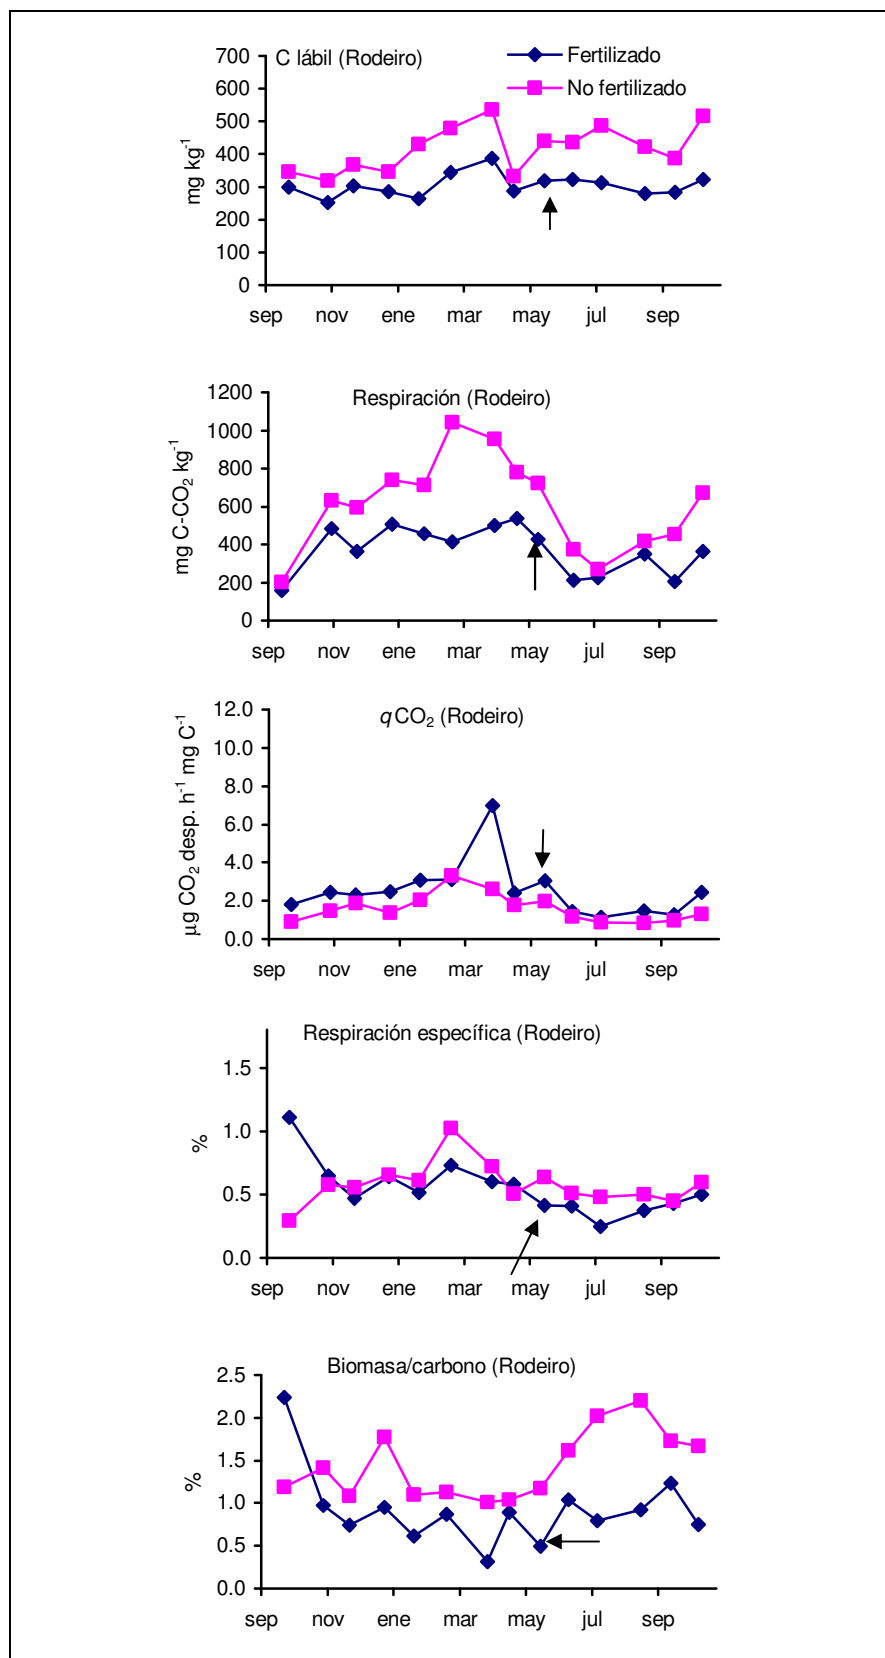 C lábil (Rodeiro)
Fertilizado
No fertilizado
mg kg-1
700
600
500
400
300
200
100
0
sep nov ene mar may jul sep
Respiración (Rodeiro)
mg C-CO2 kg-1
1200
1000
800
600
400
200
0
sep nov ene mar may jul sep
qCO2 (Rodeiro)
µg CO2 desp. h-1 mg C-1
12.0
10.0
8.0
6.0
4.0
2.0
0.0
sep nov ene mar may jul sep
Respiración específica (Rodeiro)
%
1.5
1.0
0.5
0.0
sep nov ene mar may jul sep
Biomasa/carbono (Rodeiro)
%
2.5
2.0
1.5
1.0
0.5
0.0
sep nov ene mar may jul sep